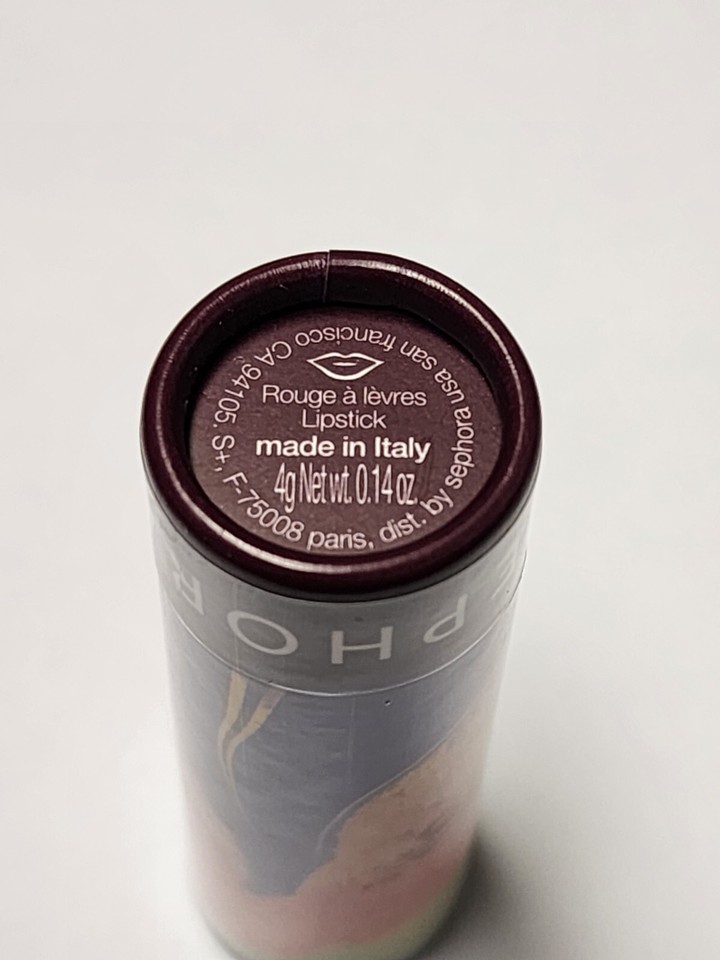 Rouge à lèvres
Lipstick
made in Italy
4g Net wt. 0.14 oz.
S+, F-75008 paris, dist. by sephora usa san francisco CA 94105.
EPHOR